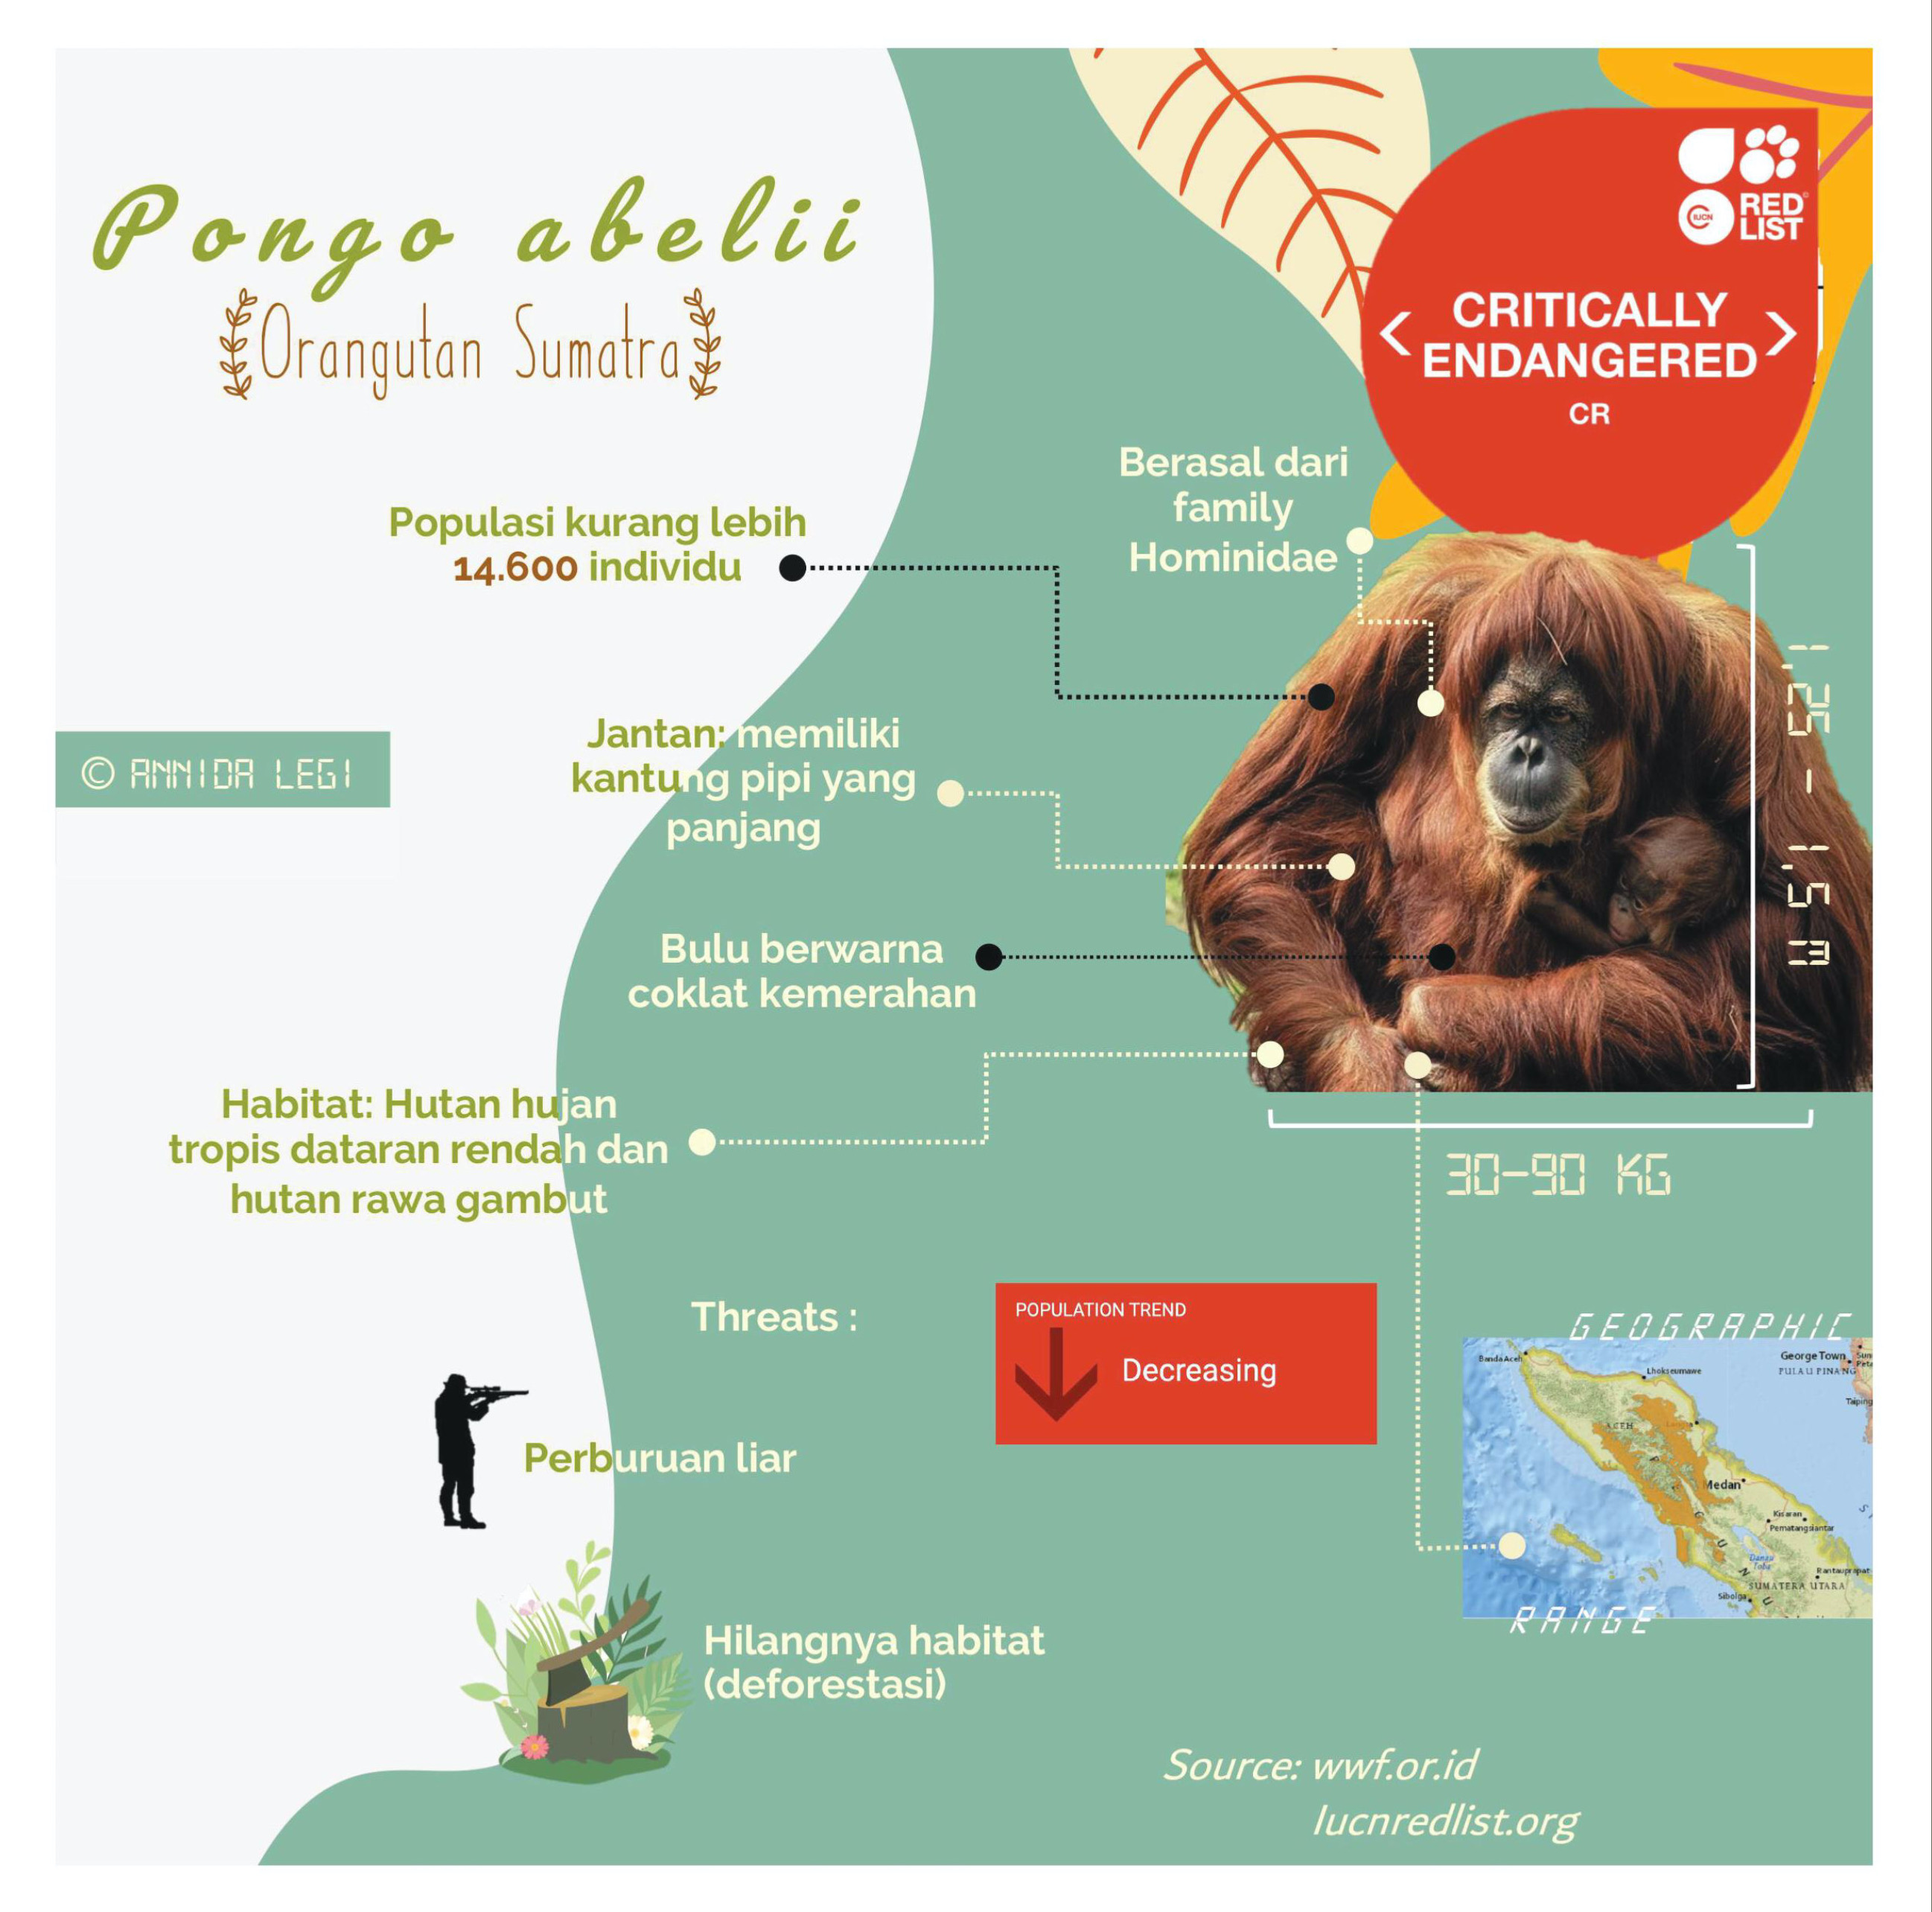 Pongo abelii
Orangutan Sumatra
RED
LIST
IUCN
CRITICALLY
ENDANGERED
CR
Berasal dari
family
Hominidae
Populasi kurang lebih
14.600 individu
Jantan: memiliki
kantung pipi yang
panjang
© ANNIDA LEGI
1,25 - 1,5 M
Bulu berwarna
coklat kemerahan
Habitat: Hutan hujan
tropis dataran rendah dan
hutan rawa gambut
30-90 KG
Threats :
POPULATION TREND
Decreasing
Perburuan liar
Hilangnya habitat
(deforestasi)
GEOGRAPHIC
Banda Aceh
Lhokseumawe
George Town
PULAU PINANG
Taiping
ACEH
Medan
Kisaran
Pematangsiantar
Danau
Toba
Rantauprapat
SUMATERA UTARA
Sibolga
RANGE
Source: wwf.or.id
Iucnredlist.org